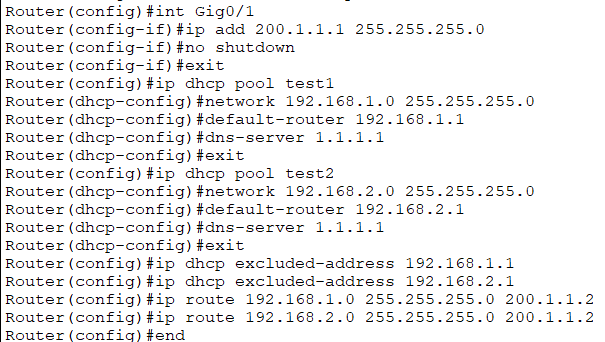 Router(config)#int Gig0/1
Router(config-if)#ip add 200.1.1.1 255.255.255.0
Router(config-if)#no shutdown
Router(config-if)#exit
Router(config)#ip dhcp pool test1
Router(dhcp-config)#network 192.168.1.0 255.255.255.0
Router(dhcp-config)#default-router 192.168.1.1
Router(dhcp-config)#dns-server 1.1.1.1
Router(dhcp-config)#exit
Router(config)#ip dhcp pool test2
Router(dhcp-config)#network 192.168.2.0 255.255.255.0
Router(dhcp-config)#default-router 192.168.2.1
Router(dhcp-config)#dns-server 1.1.1.1
Router(dhcp-config)#exit
Router(config)#ip dhcp excluded-address 192.168.1.1
Router(config)#ip dhcp excluded-address 192.168.2.1
Router(config)#ip route 192.168.1.0 255.255.255.0 200.1.1.2
Router(config)#ip route 192.168.2.0 255.255.255.0 200.1.1.2
Router(config)#end